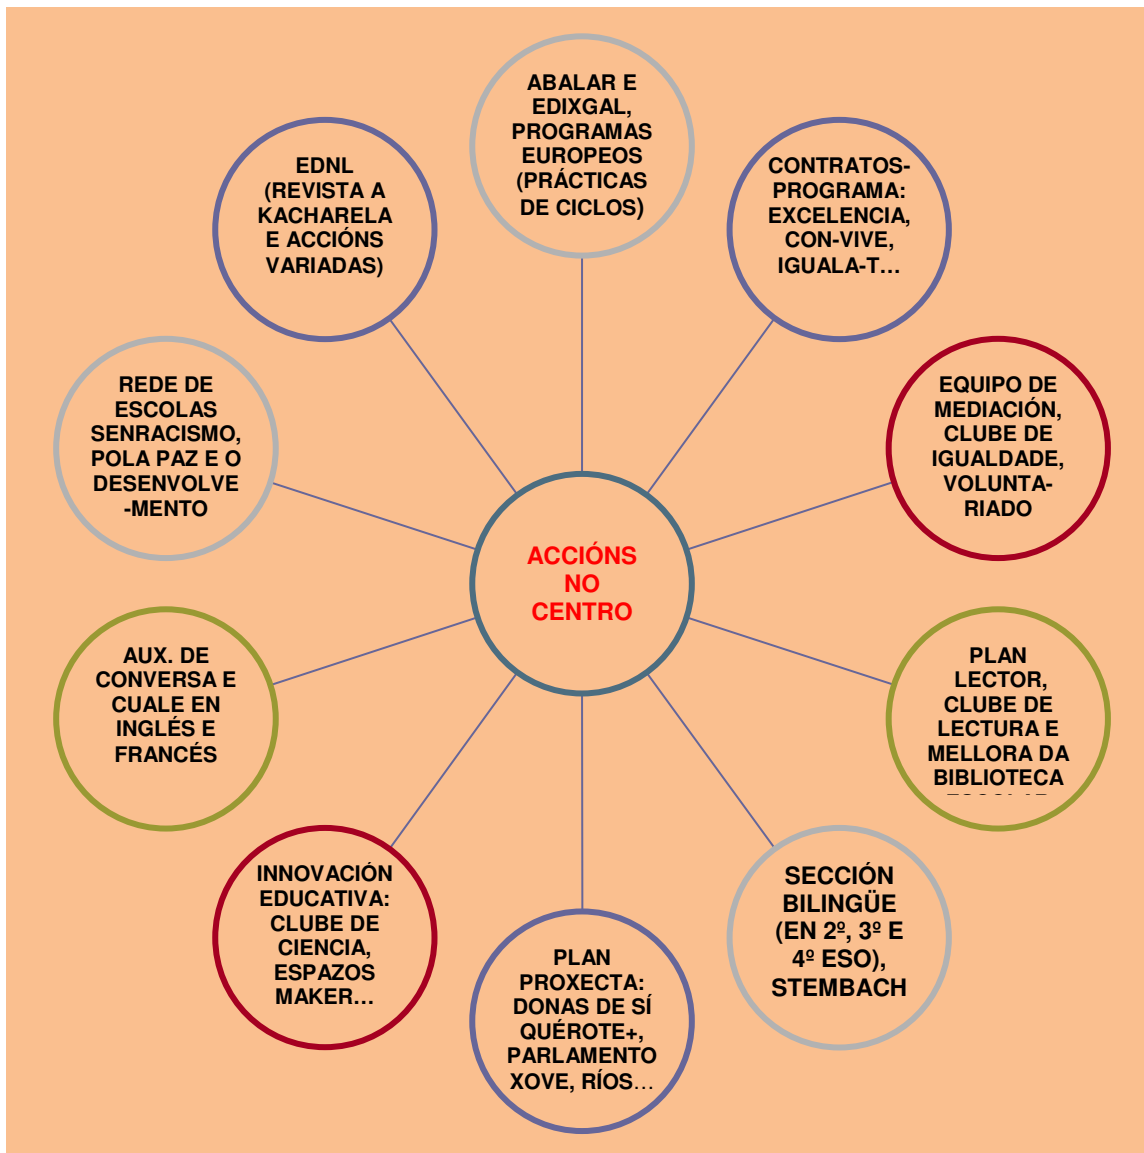 ABALAR E
EDIXGAL,
PROGRAMAS
EUROPEOS
(PRÁCTICAS
DE CICLOS)
CONTRATOS-
PROGRAMA:
EXCELENCIA,
CON-VIVE,
IGUALA-T…
EQUIPO DE
MEDIACIÓN,
CLUBE DE
IGUALDADE,
VOLUNTA-
RIADO
PLAN
LECTOR,
CLUBE DE
LECTURA E
MELLORA DA
BIBLIOTECA
SECCIÓN
BILINGÜE
(EN 2º, 3º E
4º ESO),
STEMBACH
PLAN
PROXECTA:
DONAS DE SÍ
QUÉROTE+,
PARLAMENTO
XOVE, RÍOS…
INNOVACIÓN
EDUCATIVA:
CLUBE DE
CIENCIA,
ESPAZOS
MAKER…
AUX. DE
CONVERSA E
CUALE EN
INGLÉS E
FRANCÉS
REDE DE
ESCOLAS
SENRACISMO,
POLA PAZ E O
DESENVOLVE
-MENTO
EDNL
(REVISTA A
KACHARELA
E ACCIÓNS
VARIADAS)
ACCIÓNS
NO
CENTRO